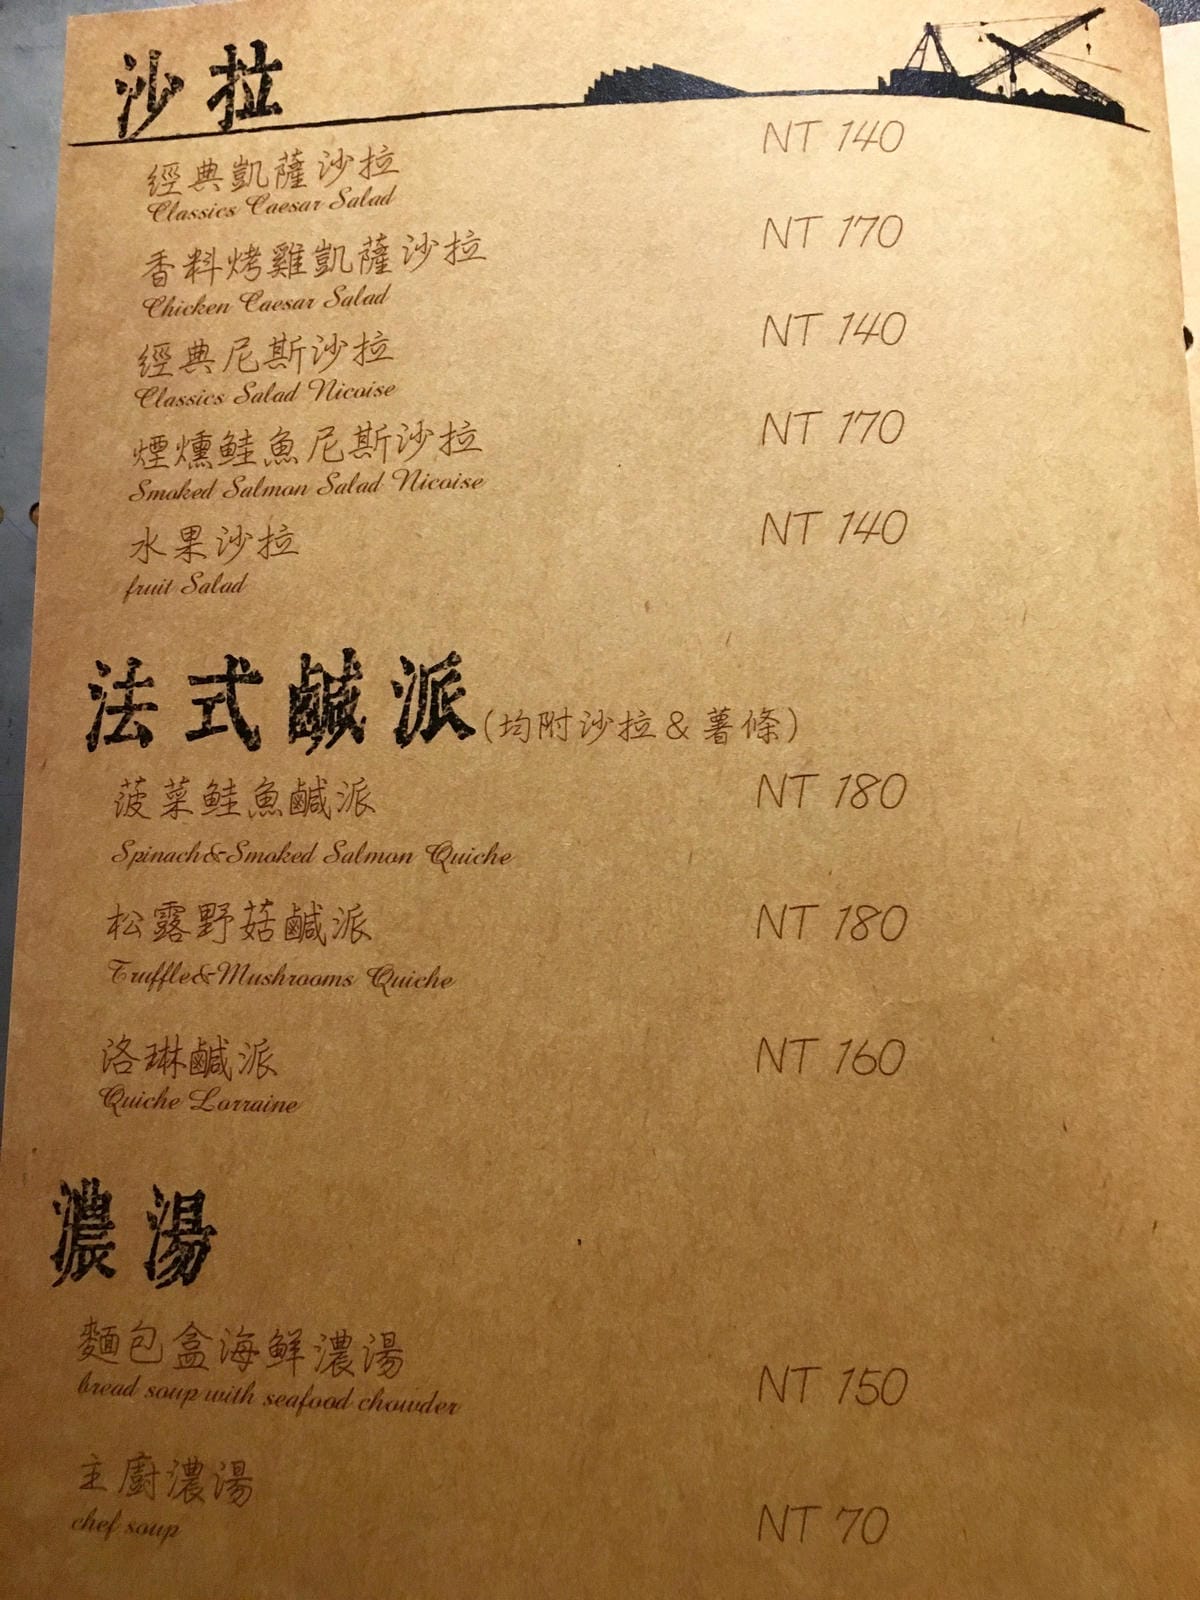 沙拉
經典凱薩沙拉 NT 140
Classics Caesar Salad
香料烤雞凱薩沙拉 NT 170
Chicken Caesar Salad
經典尼斯沙拉 NT 140
Classics Salad Nicoise
煙燻鮭魚尼斯沙拉 NT 170
Smoked Salmon Salad Nicoise
水果沙拉 NT 140
fruit Salad
法式鹹派(均附沙拉&薯條)
菠菜鮭魚鹹派 NT 180
Spinach&Smoked Salmon Quiche
松露野菇鹹派 NT 180
Truffle&Mushrooms Quiche
洛琳鹹派 NT 160
Quiche Lorraine
濃湯
麵包盒海鮮濃湯 NT 150
bread soup with seafood chowder
主廚濃湯 NT 70
chef soup